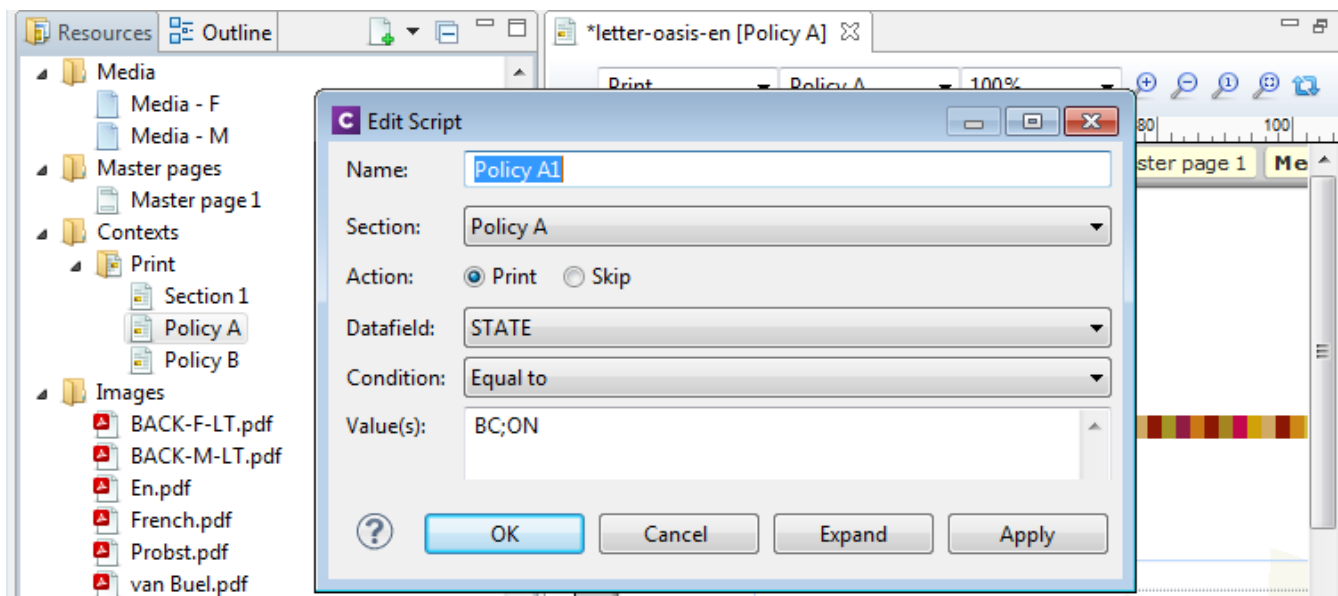 Resources Outline
*letter-oasis-en [Policy A]
Media
Media - F
Media - M
Master pages
Master page 1
Contexts
Print
Section 1
Policy A
Policy B
Images
BACK-F-LT.pdf
BACK-M-LT.pdf
En.pdf
French.pdf
Probst.pdf
van Buel.pdf
Print Policy A 100%
80 100
ster page 1 Me
C Edit Script
Name: Policy A1
Section: Policy A
Action: Print Skip
Datafield: STATE
Condition: Equal to
Value(s): BC;ON
? OK Cancel Expand Apply